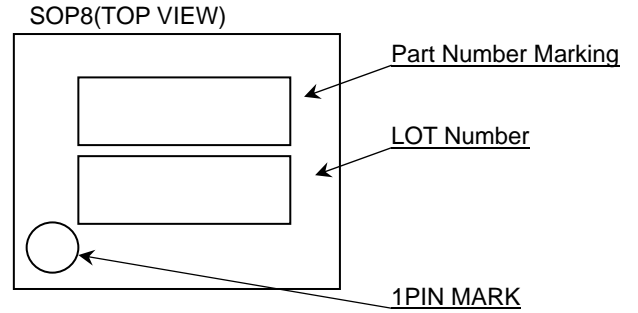 SOP8(TOP VIEW)
Part Number Marking
LOT Number
1PIN MARK